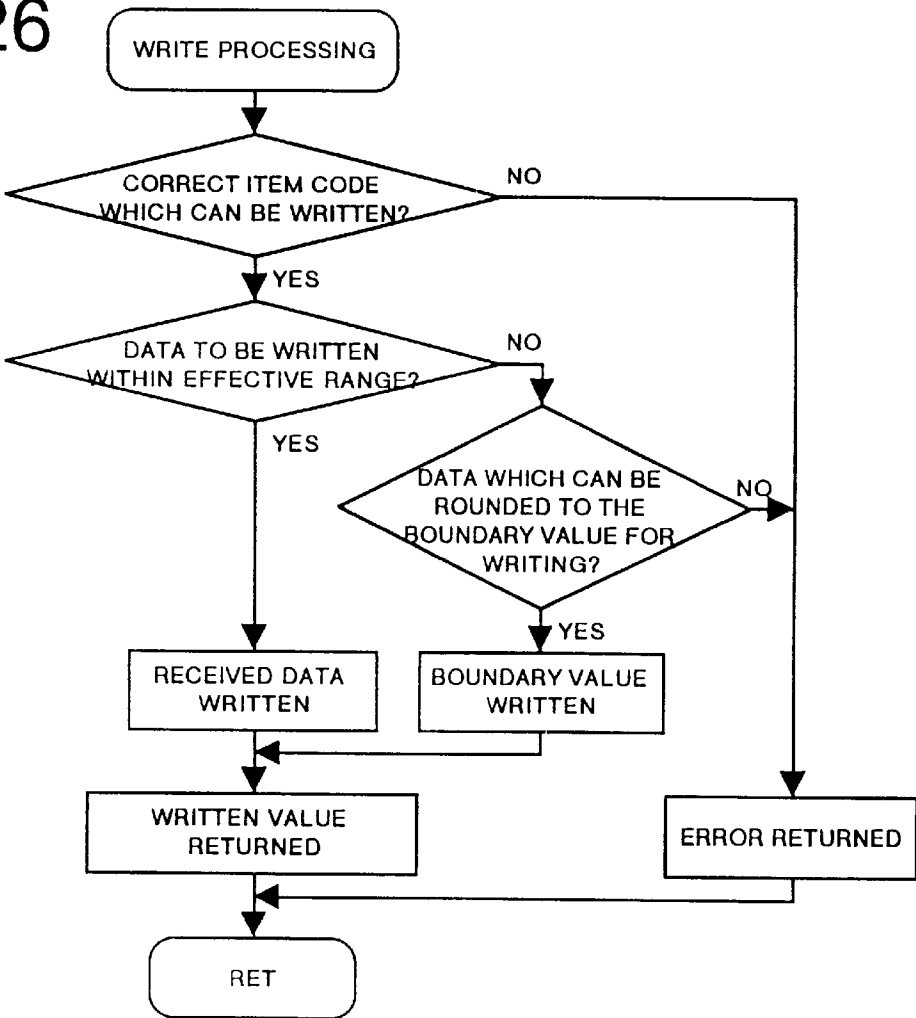 26
WRITE PROCESSING
CORRECT ITEM CODE
WHICH CAN BE WRITTEN?
NO
YES
DATA TO BE WRITTEN
WITHIN EFFECTIVE RANGE?
NO
YES
DATA WHICH CAN BE
ROUNDED TO THE
BOUNDARY VALUE FOR
WRITING?
NO
YES
RECEIVED DATA
WRITTEN
BOUNDARY VALUE
WRITTEN
WRITTEN VALUE
RETURNED
ERROR RETURNED
RET